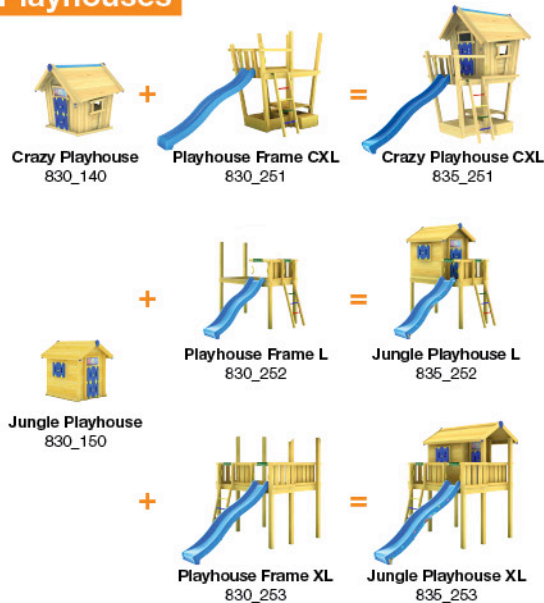 Playhouses
+
=
Crazy Playhouse
830_140
Playhouse Frame CXL
830_251
Crazy Playhouse CXL
835_251
+
=
Playhouse Frame L
830_252
Jungle Playhouse L
835_252
Jungle Playhouse
830_150
+
=
Playhouse Frame XL
830_253
Jungle Playhouse XL
835_253